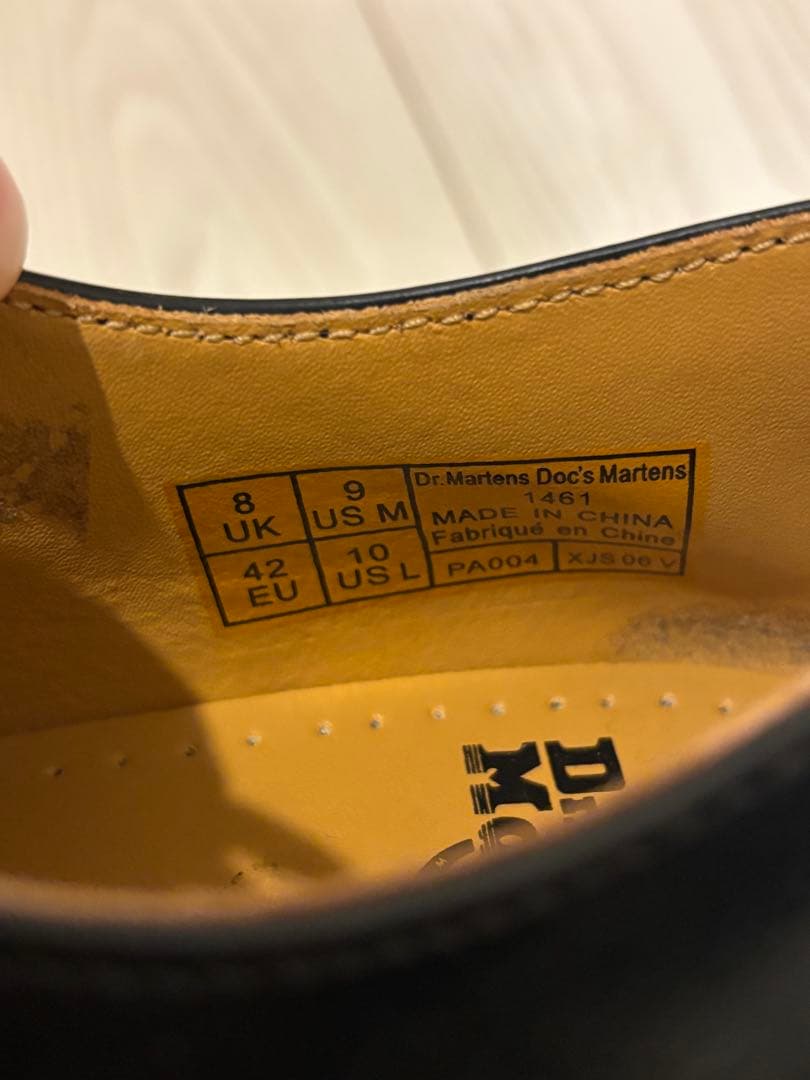 8
UK
9
US M
42
EU
10
US L
Dr.Martens Doc's Martens
1461
MADE IN CHINA
Fabriqué en Chine
PA004
XJS 06 V